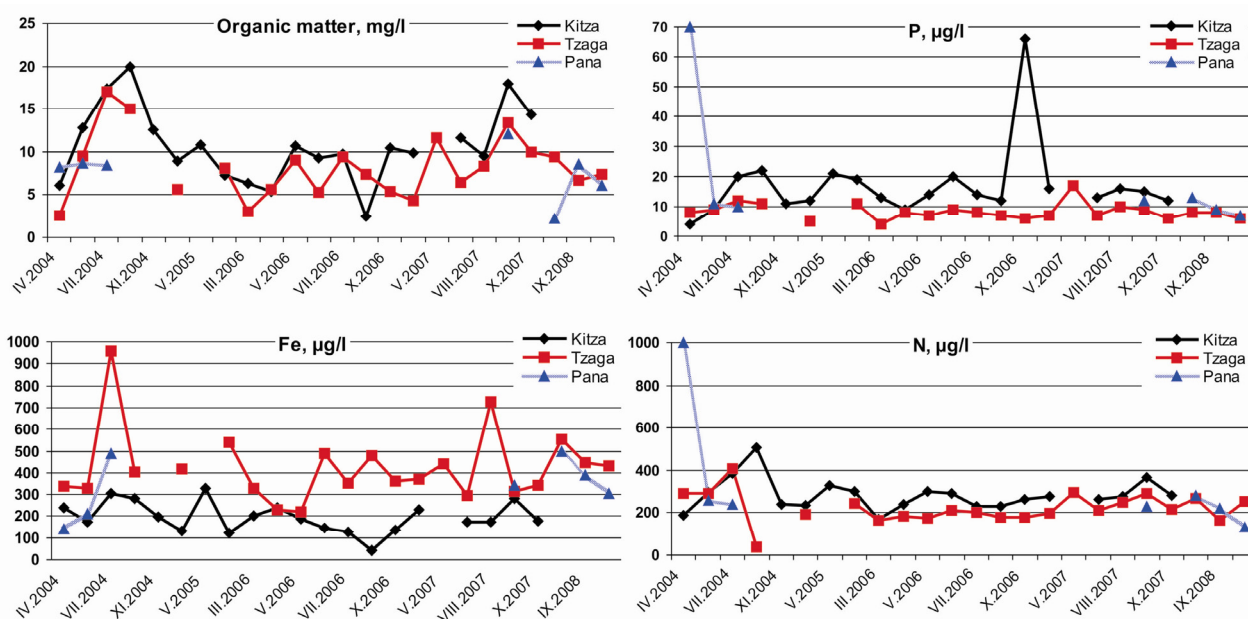 Organic matter, mg/l
Kitza
Tzaga
Pana
25
20
15
10
5
0
IV.2004
VII.2004
XI.2004
V.2005
III.2006
V.2006
VII.2006
X.2006
V.2007
VIII.2007
X.2007
IX.2008
P, µg/l
Kitza
Tzaga
Pana
70
60
50
40
30
20
10
0
IV.2004
VII.2004
XI.2004
V.2005
III.2006
V.2006
VII.2006
X.2006
V.2007
VIII.2007
X.2007
IX.2008
Fe, µg/l
Kitza
Tzaga
Pana
1000
900
800
700
600
500
400
300
200
100
0
IV.2004
VII.2004
XI.2004
V.2005
III.2006
V.2006
VII.2006
X.2006
V.2007
VIII.2007
X.2007
IX.2008
N, µg/l
Kitza
Tzaga
Pana
1000
800
600
400
200
0
IV.2004
VII.2004
XI.2004
V.2005
III.2006
V.2006
VII.2006
X.2006
V.2007
VIII.2007
X.2007
IX.2008